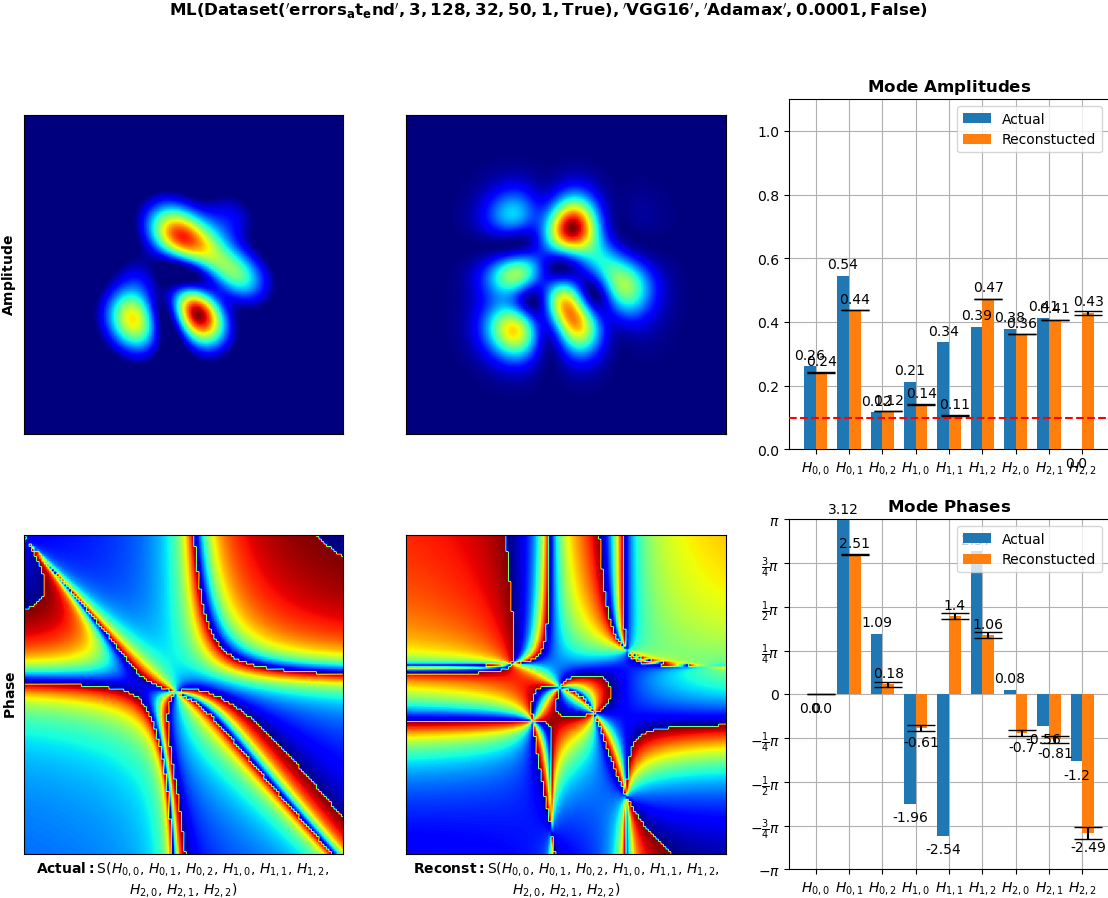 ML(Dataset('errors_at_end', 3, 128, 32, 50, 1, True), 'VGG16', 'Adamax', 0.0001, False)
Amplitude
Mode Amplitudes
Actual
Reconstucted
1.0
0.8
0.6
0.4
0.2
0.0
0.26
0.24
0.54
0.44
0.12
0.12
0.21
0.14
0.34
0.11
0.39
0.47
0.38
0.36
0.41
0.41
0.0
0.43
H0,0 H0,1 H0,2 H1,0 H1,1 H1,2 H2,0 H2,1 H2,2
Phase
Actual: S(H0,0, H0,1, H0,2, H1,0, H1,1, H1,2,
H2,0, H2,1, H2,2)
Reconst: S(H0,0, H0,1, H0,2, H1,0, H1,1, H1,2,
H2,0, H2,1, H2,2)
Mode Phases
Actual
Reconstucted
π
3/4π
1/2π
1/4π
0
−1/4π
−1/2π
−3/4π
−π
0.0
0.0
3.12
2.51
1.09
0.18
-1.96
-0.61
-2.54
1.4
1.06
0.08
-0.7
-0.56
-0.81
-1.2
-2.49
H0,0 H0,1 H0,2 H1,0 H1,1 H1,2 H2,0 H2,1 H2,2